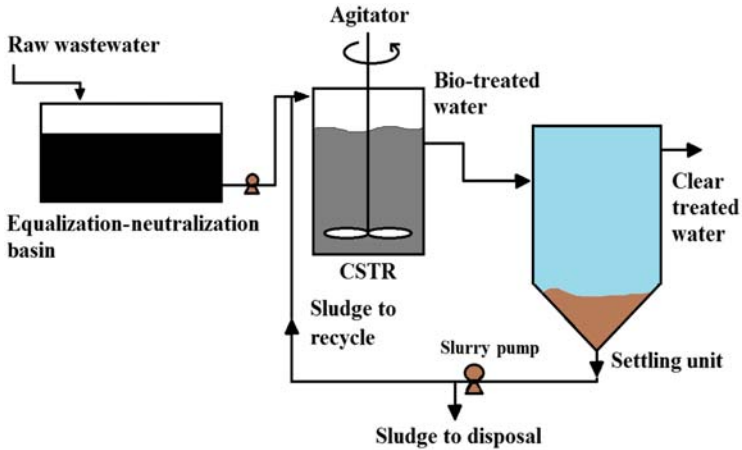 Agitator
Raw wastewater
Bio-treated
water
Equalization-neutralization
basin
CSTR
Clear
treated
water
Sludge to
recycle
Slurry pump
Settling unit
Sludge to disposal